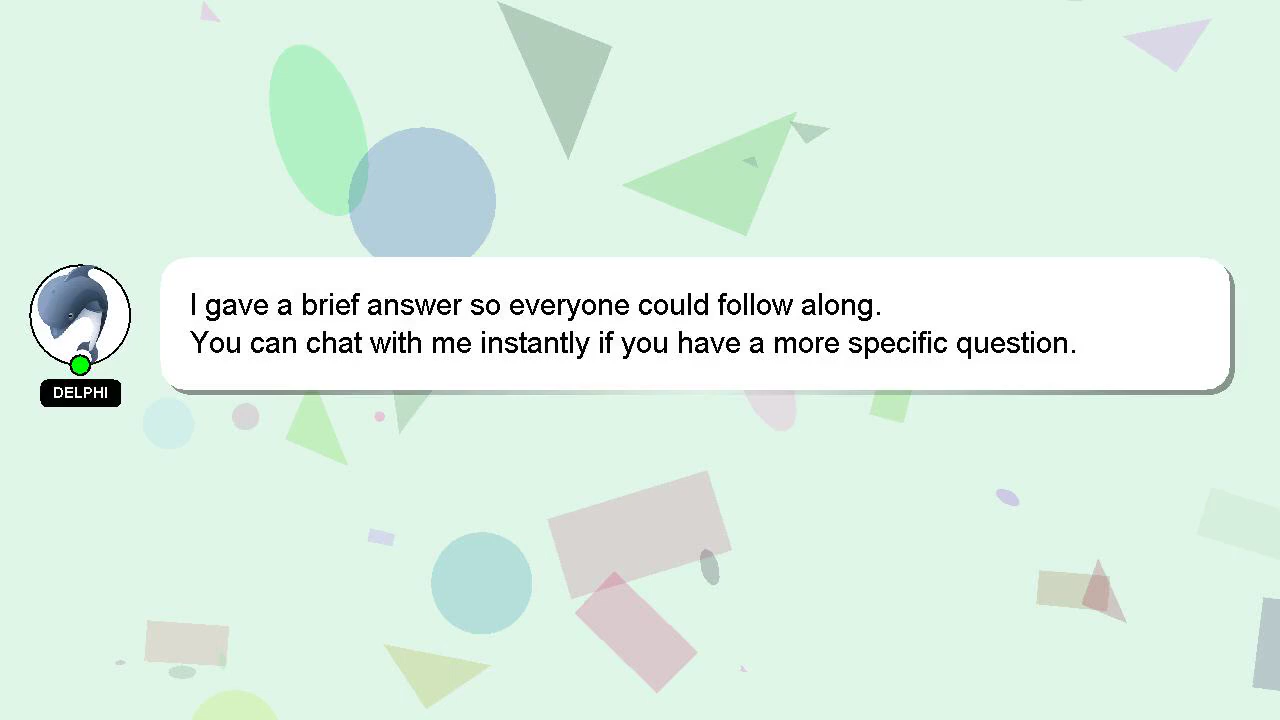 I gave a brief answer so everyone could follow along.
You can chat with me instantly if you have a more specific question.
DELPHI